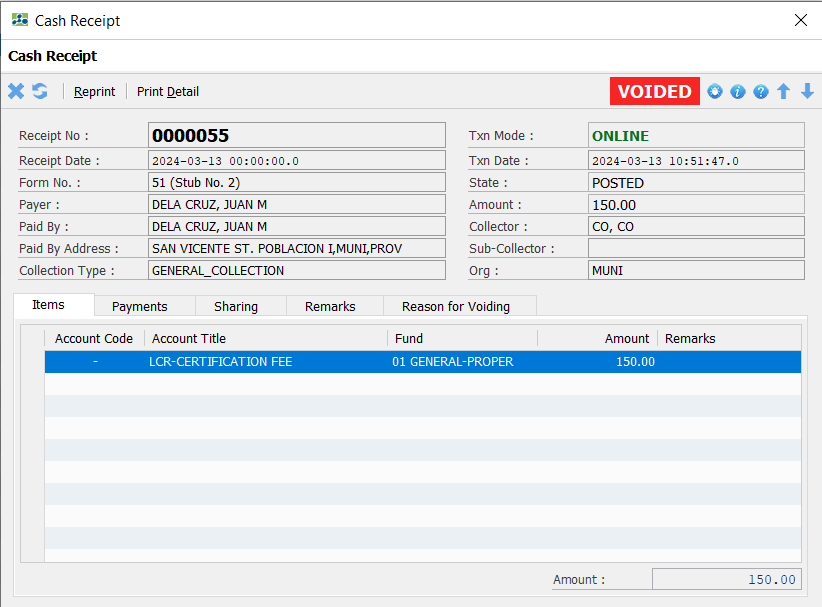 Cash Receipt
Cash Receipt
Reprint Print Detail VOIDED
Receipt No : 0000055 Txn Mode : ONLINE
Receipt Date : 2024-03-13 00:00:00.0 Txn Date : 2024-03-13 10:51:47.0
Form No. : 51 (Stub No. 2) State : POSTED
Payer : DELA CRUZ, JUAN M Amount : 150.00
Paid By : DELA CRUZ, JUAN M Collector : CO, CO
Paid By Address : SAN VICENTE ST. POBLACION I,MUNI,PROV Sub-Collector :
Collection Type : GENERAL_COLLECTION Org : MUNI
Items Payments Sharing Remarks Reason for Voiding
Account Code Account Title Fund Amount Remarks
- LCR-CERTIFICATION FEE 01 GENERAL-PROPER 150.00
Amount : 150.00